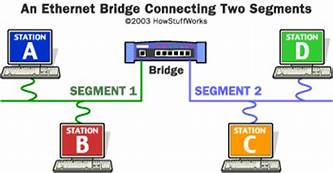 An Ethernet Bridge Connecting Two Segments
©2003 HowStuffWorks
STATION
A
STATION
D
Bridge
SEGMENT 1
SEGMENT 2
STATION
B
STATION
C